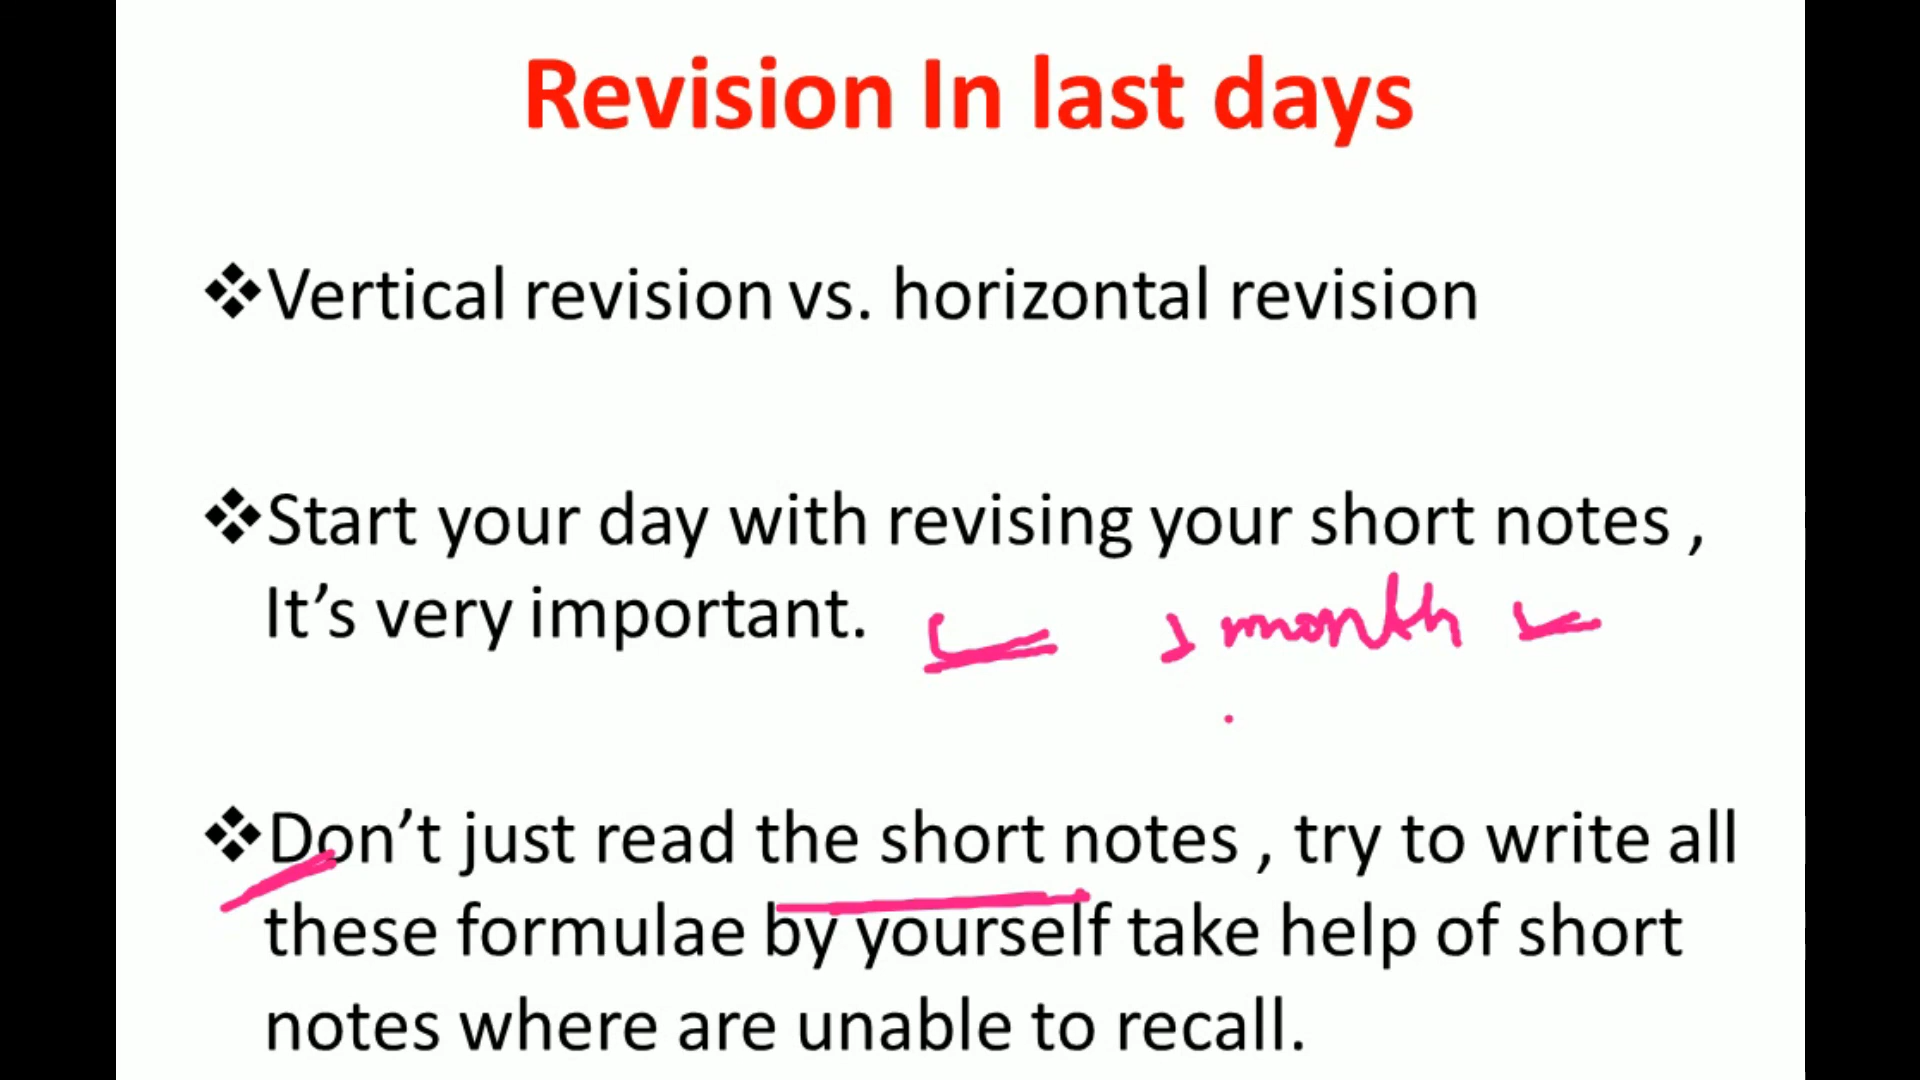 Revision In last days
❖Vertical revision vs. horizontal revision
❖Start your day with revising your short notes ,
It's very important. 1 month
❖Don't just read the short notes , try to write all
these formulae by yourself take help of short
notes where are unable to recall.